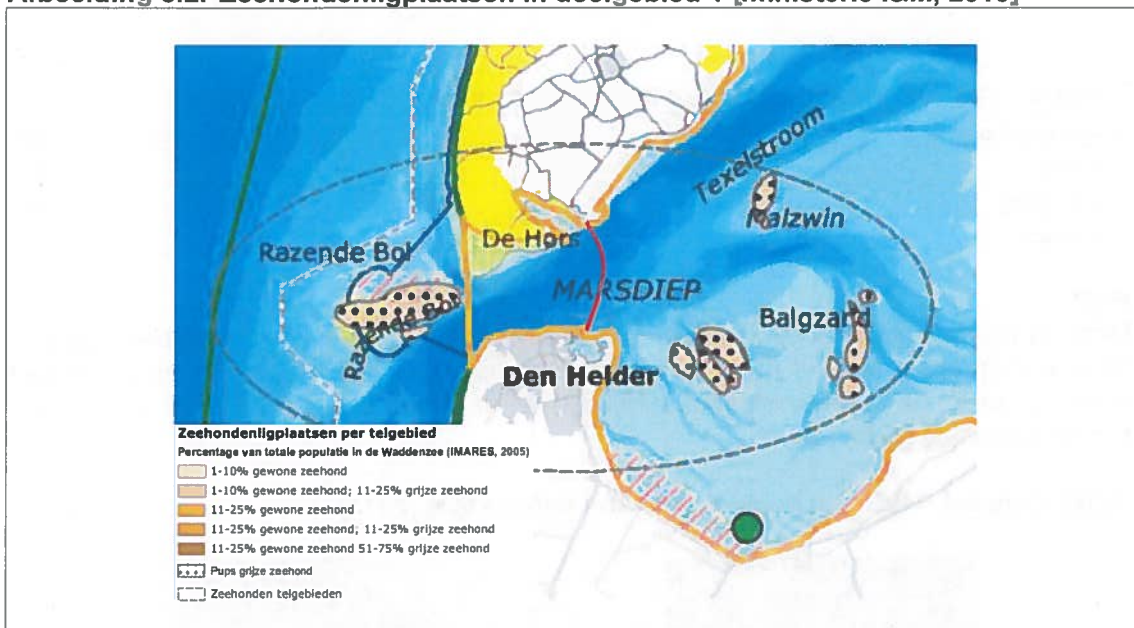 Razende Bol
De Hors
Texelstroom
Malzwin
MARSDIEP
Razende Bol
Balgzand
Den Helder
Zeehondenligplaatsen per telgebied
Percentage van totale populatie in de Waddenzee (IMARES, 2005)
1-10% gewone zeehond
1-10% gewone zeehond; 11-25% grijze zeehond
11-25% gewone zeehond
11-25% gewone zeehond; 11-25% grijze zeehond
11-25% gewone zeehond 51-75% grijze zeehond
Pups grijze zeehond
Zeehonden telgebieden